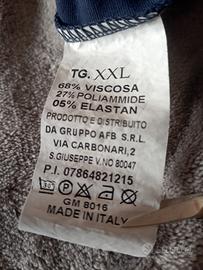 TG. XXL
68% VISCOSA
27% POLIAMMIDE
05% ELASTAN
PRODOTTO E DISTRIBUITO
DA GRUPPO AFB S.R.L.
VIA CARBONARI, 2
S.GIUSEPPE V.NO 80047
P.I. 07864821215
GM 8016
MADE IN ITALY